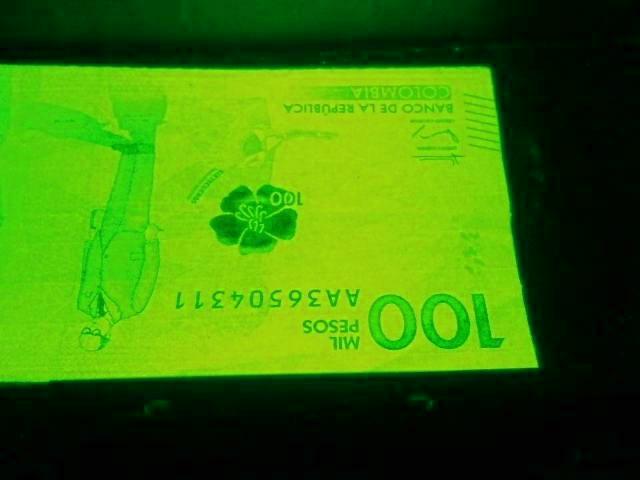 100
MIL
PESOS
AA36504311
100
BANCO DE LA REPÚBLICA
COLOMBIA